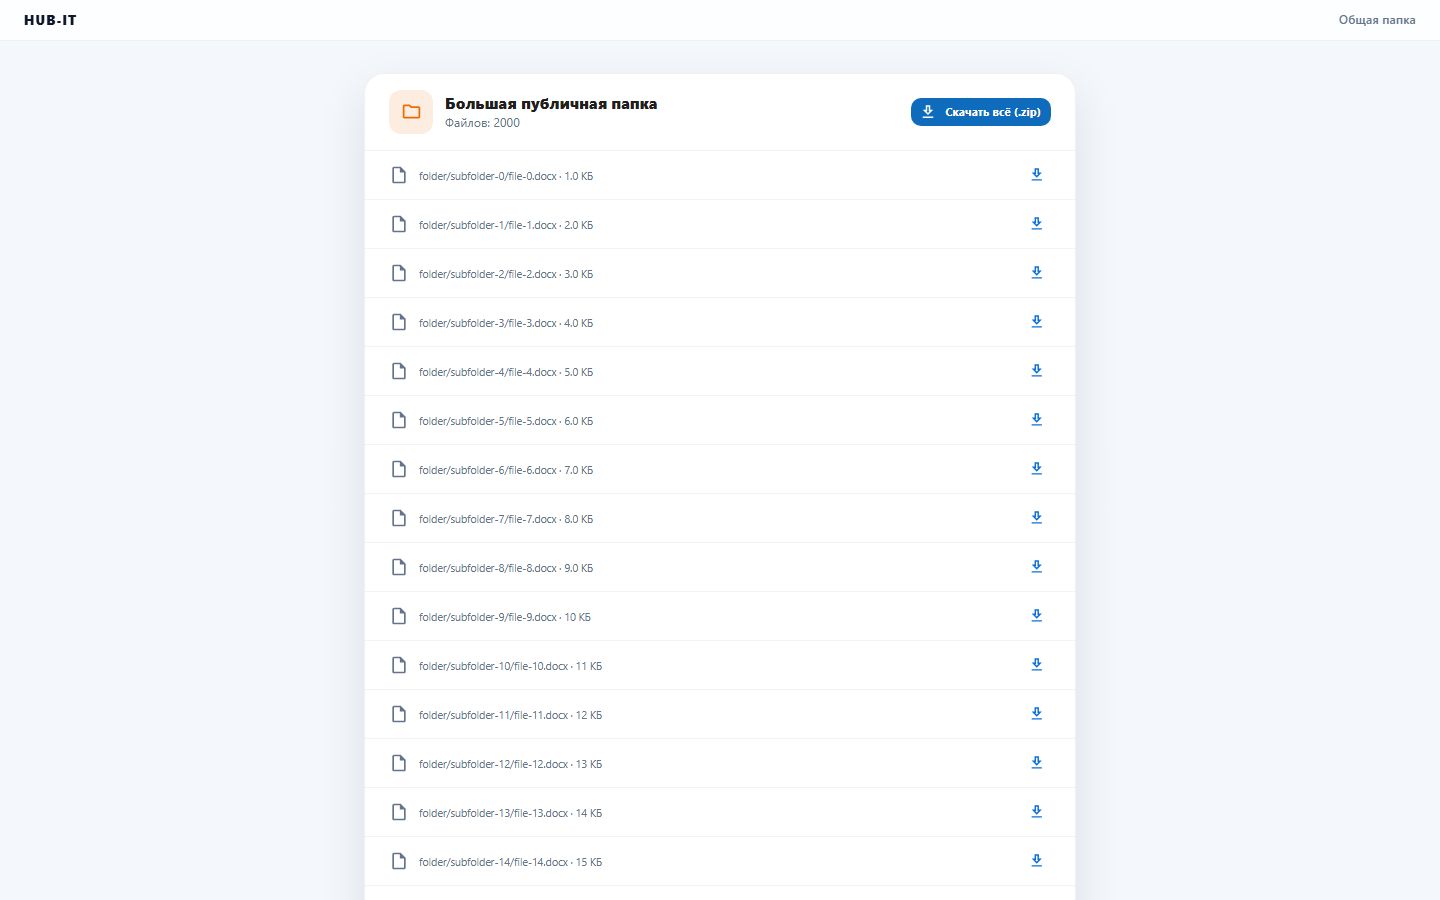 HUB-IT
Общая папка
Большая публичная папка
Файлов: 2000
Скачать всё (.zip)
folder/subfolder-0/file-0.docx · 1.0 КБ
folder/subfolder-1/file-1.docx · 2.0 КБ
folder/subfolder-2/file-2.docx · 3.0 КБ
folder/subfolder-3/file-3.docx · 4.0 КБ
folder/subfolder-4/file-4.docx · 5.0 КБ
folder/subfolder-5/file-5.docx · 6.0 КБ
folder/subfolder-6/file-6.docx · 7.0 КБ
folder/subfolder-7/file-7.docx · 8.0 КБ
folder/subfolder-8/file-8.docx · 9.0 КБ
folder/subfolder-9/file-9.docx · 10 КБ
folder/subfolder-10/file-10.docx · 11 КБ
folder/subfolder-11/file-11.docx · 12 КБ
folder/subfolder-12/file-12.docx · 13 КБ
folder/subfolder-13/file-13.docx · 14 КБ
folder/subfolder-14/file-14.docx · 15 КБ